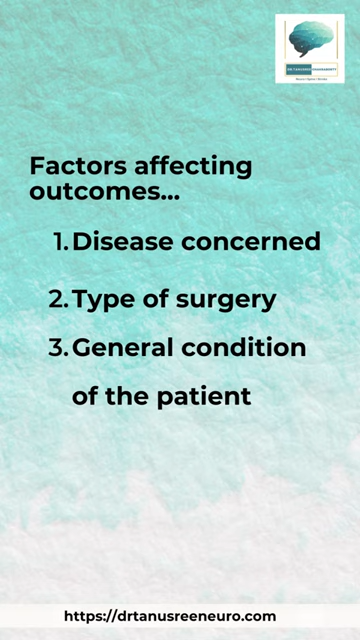 Factors affecting
outcomes...
1. Disease concerned
2. Type of surgery
3. General condition
of the patient
https://drtanusreeneuro.com